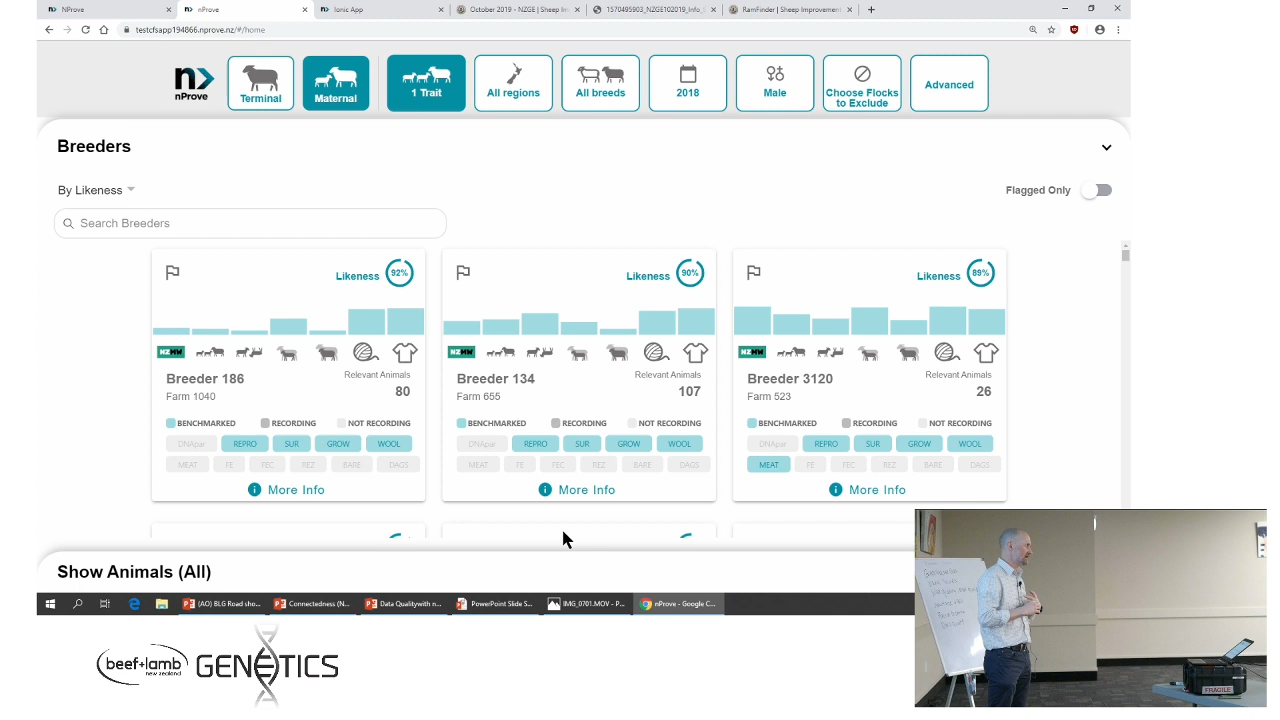 NProve
nProve
Ionic App
October 2019 - NZGE | Sheep Im
1570495903_NZGE102019_Info_S
RamFinder | Sheep Improvement
testcfsapp194866.nprove.nz/#/home
n>
nProve
Terminal
Maternal
1 Trait
All regions
All breeds
2018
Male
Choose Flocks
to Exclude
Advanced
Breeders
By Likeness
Flagged Only
Search Breeders
Likeness 92%
Likeness 90%
Likeness 89%
NZMW
NZMW
NZMW
Breeder 186
Relevant Animals
Farm 1040
80
Breeder 134
Relevant Animals
Farm 655
107
Breeder 3120
Relevant Animals
Farm 523
26
BENCHMARKED RECORDING NOT RECORDING
DNApar REPRO SUR GROW WOOL
MEAT FE FEC REZ BARE DAGS
More Info
BENCHMARKED RECORDING NOT RECORDING
DNApar REPRO SUR GROW WOOL
MEAT FE FEC REZ BARE DAGS
More Info
BENCHMARKED RECORDING NOT RECORDING
DNApar REPRO SUR GROW WOOL
MEAT FE FEC REZ BARE DAGS
More Info
Show Animals (All)
(AO) BLG Road sho...
Connectedness (N...
Data Qualitywith n...
PowerPoint Slide S...
IMG_0701.MOV - P...
nProve - Google C...
beef+lamb
new zealand
GENETICS
FRAGILE